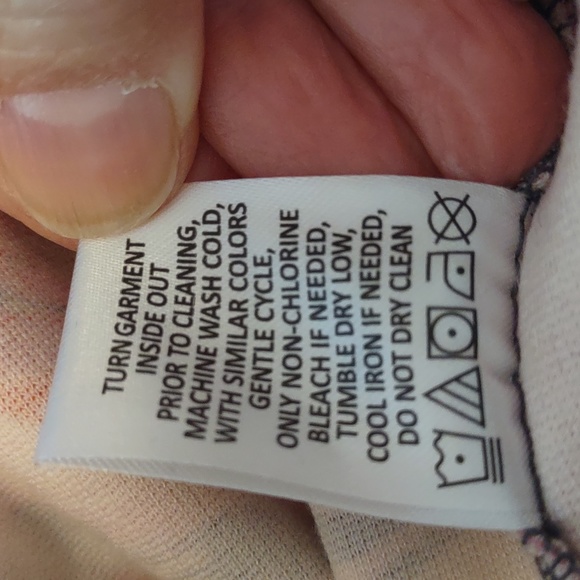 TURN GARMENT
INSIDE OUT
PRIOR TO CLEANING,
MACHINE WASH COLD,
WITH SIMILAR COLORS
GENTLE CYCLE,
ONLY NON-CHLORINE
BLEACH IF NEEDED,
TUMBLE DRY LOW,
COOL IRON IF NEEDED,
DO NOT DRY CLEAN